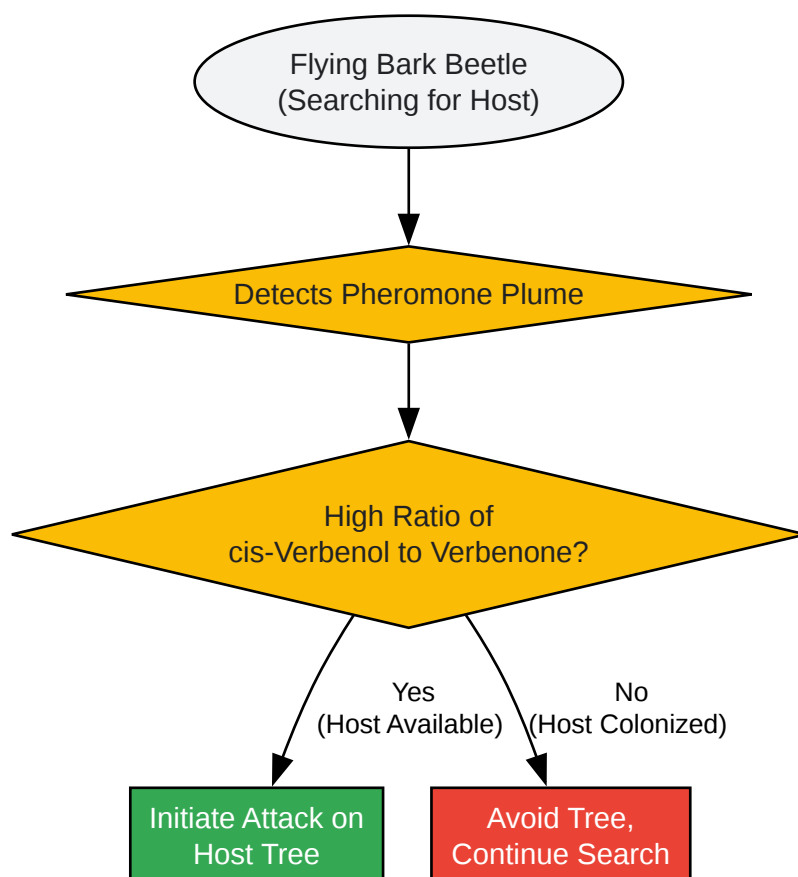 Flying Bark Beetle
(Searching for Host)
Detects Pheromone Plume
High Ratio of
cis-Verbenol to Verbenone?
Yes
(Host Available)
No
(Host Colonized)
Initiate Attack on
Host Tree
Avoid Tree,
Continue Search